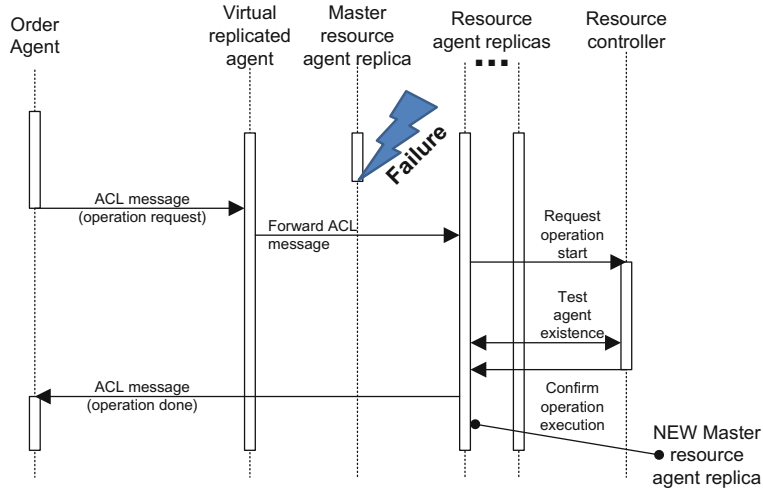 Order
Agent
Virtual
replicated
agent
Master
resource
agent replica
Resource
agent replicas
...
Resource
controller
Failure
ACL message
(operation request)
Forward ACL
message
Request
operation
start
Test
agent
existence
ACL message
(operation done)
Confirm
operation
execution
NEW Master
resource
agent replica